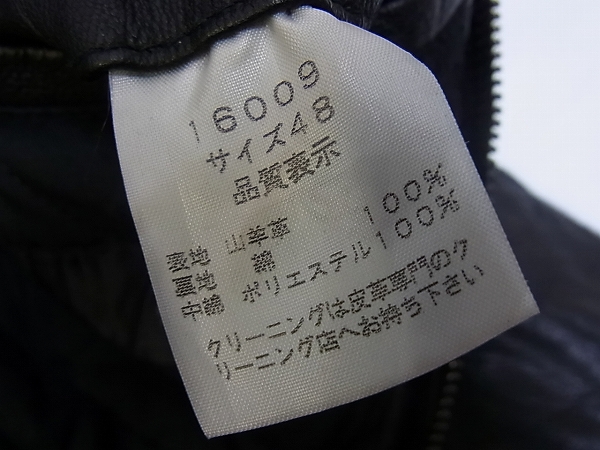 16009
サイズ48
品質表示
表地 山羊革
裏地 綿 100%
中綿 ポリエステル100%
クリーニングは皮革専門のク
リーニング店へお持ち下さい